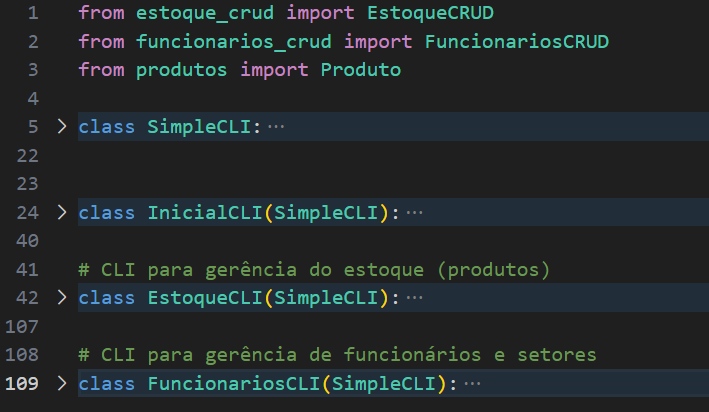 1 from estoque_crud import EstoqueCRUD
2 from funcionarios_crud import FuncionariosCRUD
3 from produtos import Produto
4
5 > class SimpleCLI:···
22
23
24 > class InicialCLI(SimpleCLI):···
40
41 # CLI para gerência do estoque (produtos)
42 > class EstoqueCLI(SimpleCLI):···
107
108 # CLI para gerência de funcionários e setores
109 > class FuncionariosCLI(SimpleCLI):···